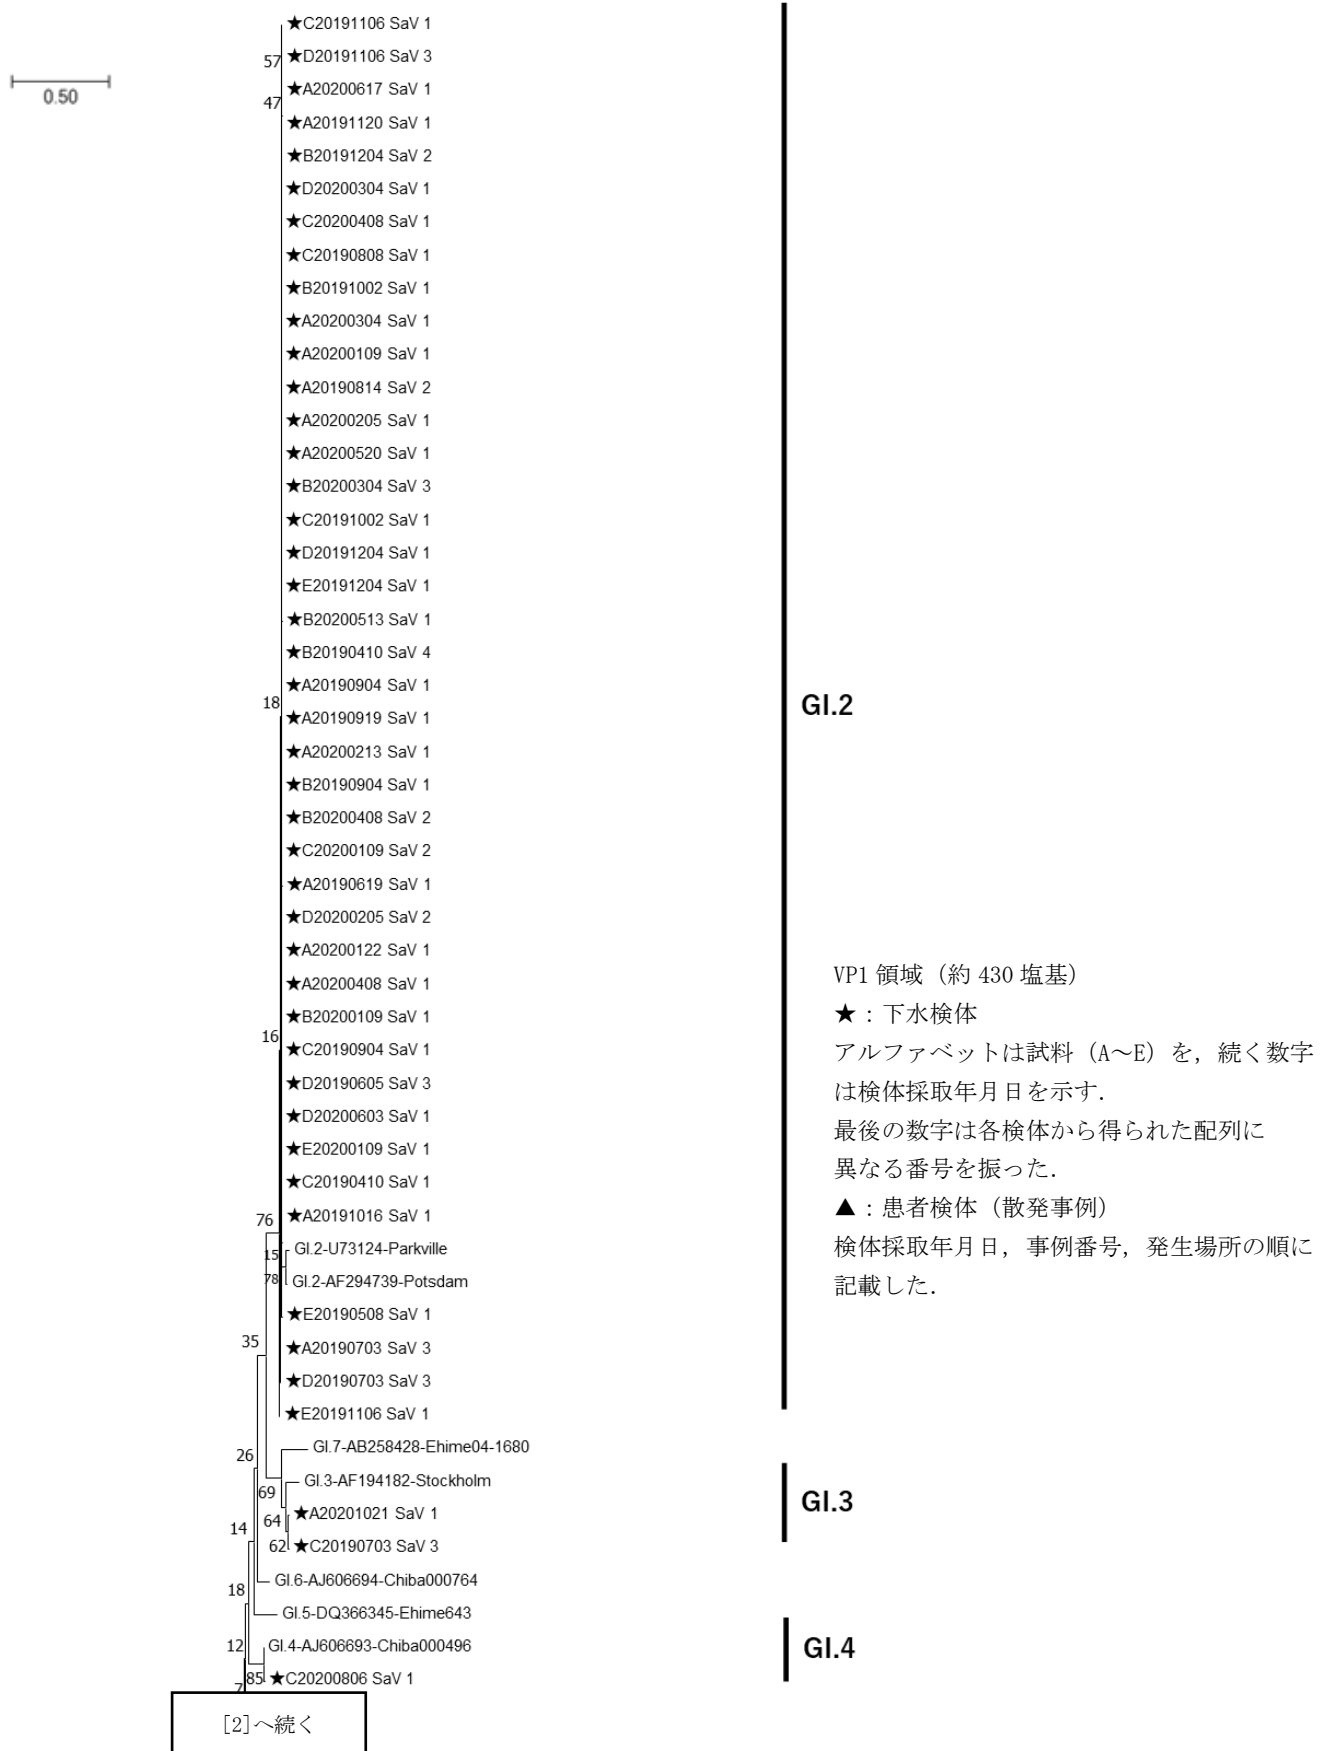 ★C20191106 SaV 1
57
★D20191106 SaV 3
0.50
★A20200617 SaV 1
47
★A20191120 SaV 1
★B20191204 SaV 2
★D20200304 SaV 1
★C20200408 SaV 1
★C20190808 SaV 1
★B20191002 SaV 1
★A20200304 SaV 1
★A20200109 SaV 1
★A20190814 SaV 2
★A20200205 SaV 1
★A20200520 SaV 1
★B20200304 SaV 3
★C20191002 SaV 1
★D20191204 SaV 1
★E20191204 SaV 1
★B20200513 SaV 1
★B20190410 SaV 4
★A20190904 SaV 1
18
★A20190919 SaV 1
GI.2
★A20200213 SaV 1
★B20190904 SaV 1
★B20200408 SaV 2
★C20200109 SaV 2
★A20190619 SaV 1
★D20200205 SaV 2
★A20200122 SaV 1
★A20200408 SaV 1
★B20200109 SaV 1
16
★C20190904 SaV 1
★D20190605 SaV 3
★D20200603 SaV 1
★E20200109 SaV 1
★C20190410 SaV 1
★A20191016 SaV 1
76
GI.2-U73124-Parkville
15
78
GI.2-AF294739-Potsdam
★E20190508 SaV 1
35
★A20190703 SaV 3
★D20190703 SaV 3
★E20191106 SaV 1
VP1 領域（約 430 塩基）
★：下水検体
アルファベットは試料（A～E）を，続く数字
は検体採取年月日を示す．
最後の数字は各検体から得られた配列に
異なる番号を振った．
▲：患者検体（散発事例）
検体採取年月日，事例番号，発生場所の順に
記載した．
GI.7-AB258428-Ehime04-1680
26
GI.3-AF194182-Stockholm
69
GI.3
★A20201021 SaV 1
64
14
★C20190703 SaV 3
62
GI.6-AJ606694-Chiba000764
18
GI.5-DQ366345-Ehime643
12
GI.4-AJ606693-Chiba000496
GI.4
85
★C20200806 SaV 1
7
[2]へ続く